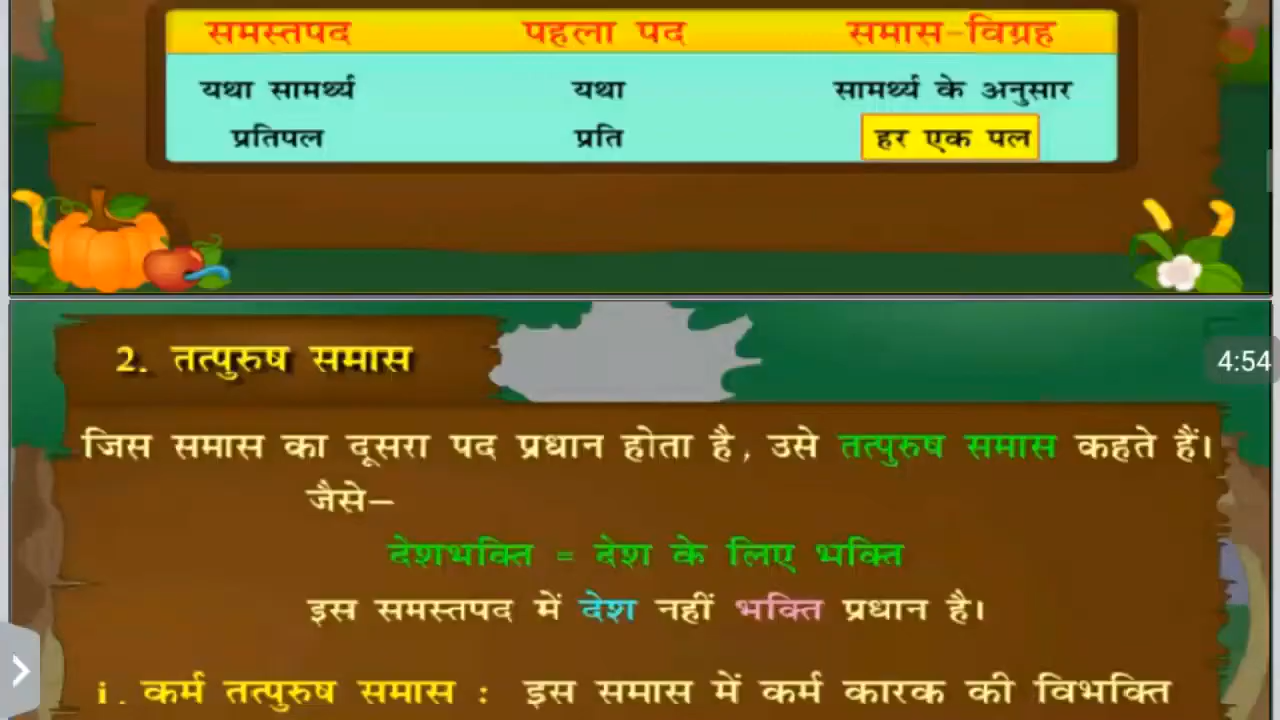 समस्तपद पहला पद समास-विग्रह
यथा सामर्थ्य यथा सामर्थ्य के अनुसार
प्रतिपल प्रति हर एक पल
2. तत्पुरुष समास
4:54
जिस समास का दूसरा पद प्रधान होता है, उसे तत्पुरुष समास कहते हैं।
जैसे–
देशभक्ति = देश के लिए भक्ति
इस समस्तपद में देश नहीं भक्ति प्रधान है।
i. कर्म तत्पुरुष समास : इस समास में कर्म कारक की विभक्ति